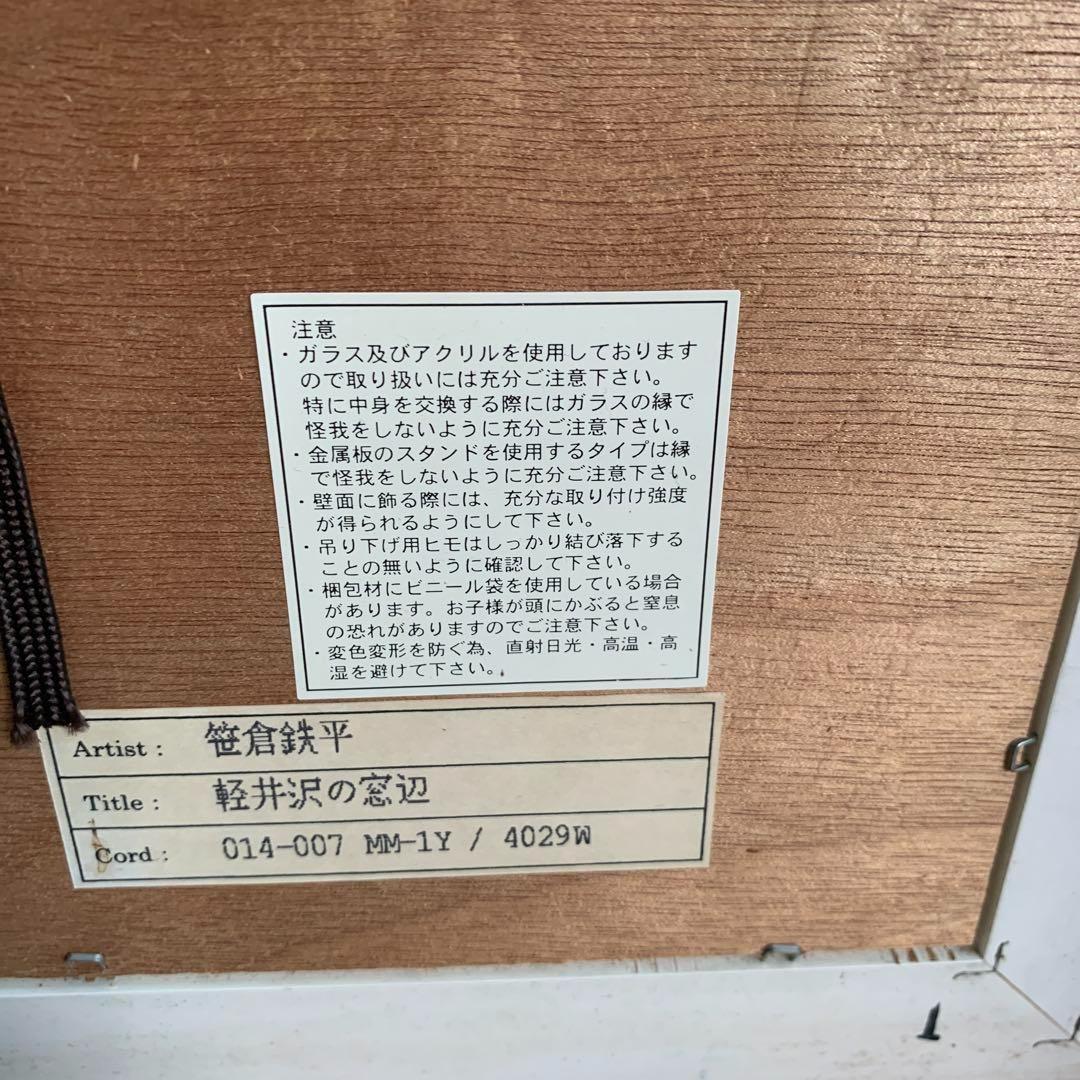 注意
・ガラス及びアクリルを使用しております
ので取り扱いには充分ご注意下さい。
特に中身を交換する際にはガラスの縁で
怪我をしないように充分ご注意下さい。
・金属板のスタンドを使用するタイプは縁
で怪我をしないように充分ご注意下さい。
・壁面に飾る際には、充分な取り付け強度
が得られるようにして下さい。
・吊り下げ用ヒモはしっかり結び落下する
ことの無いように確認して下さい。
・梱包材にビニール袋を使用している場合
があります。お子様が頭にかぶると窒息
の恐れがありますのでご注意下さい。
・変色変形を防ぐ為、直射日光・高温・高
湿を避けて下さい。
Artist : 笹倉鉄平
Title : 軽井沢の窓辺
Cord : 014-007 MM-1Y / 4029W